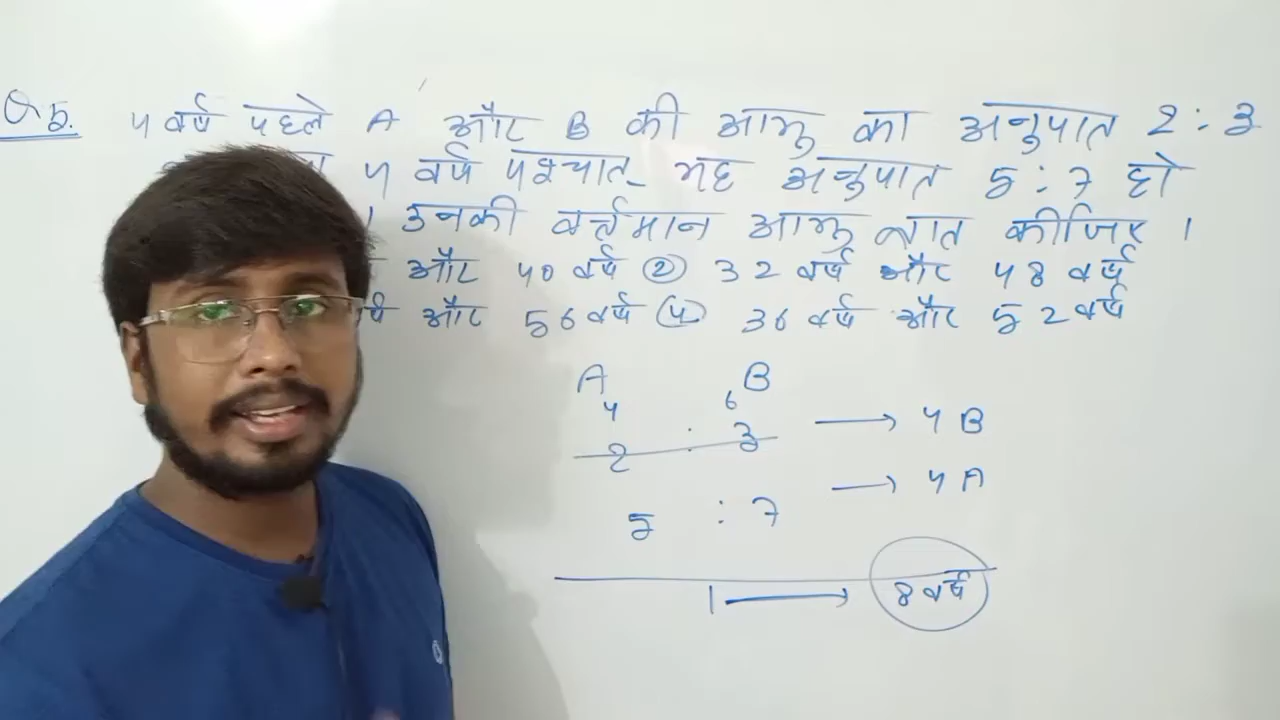 Q 5. 4 वर्ष पहले A और B की आयु का अनुपात 2 : 3
4 वर्ष पश्चात यह अनुपात 5 : 7 हो
। उनकी वर्त्तमान आयु ज्ञात कीजिए ।
और 40 वर्ष (2) 32 वर्ष और 48 वर्ष
वर्ष और 56 वर्ष (4) 36 वर्ष और 52 वर्ष
A B
4 6
2 : 3 → 4 B
5 : 7 → 4 A
1 → 8 वर्ष